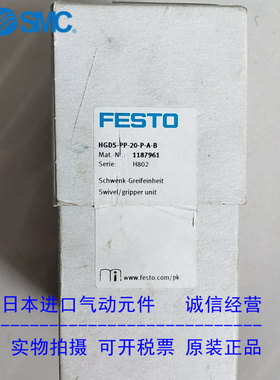 SMC
FESTO
HGDS-PP-20-P-A-B
Mat.-Nr.: 1187961
Serie: H802
Schwenk-Greifeinheit
Swivel/gripper unit
www.festo.com/pk
日本进口气动元件 诚信经营
实物拍摄 可开税票 原装正品